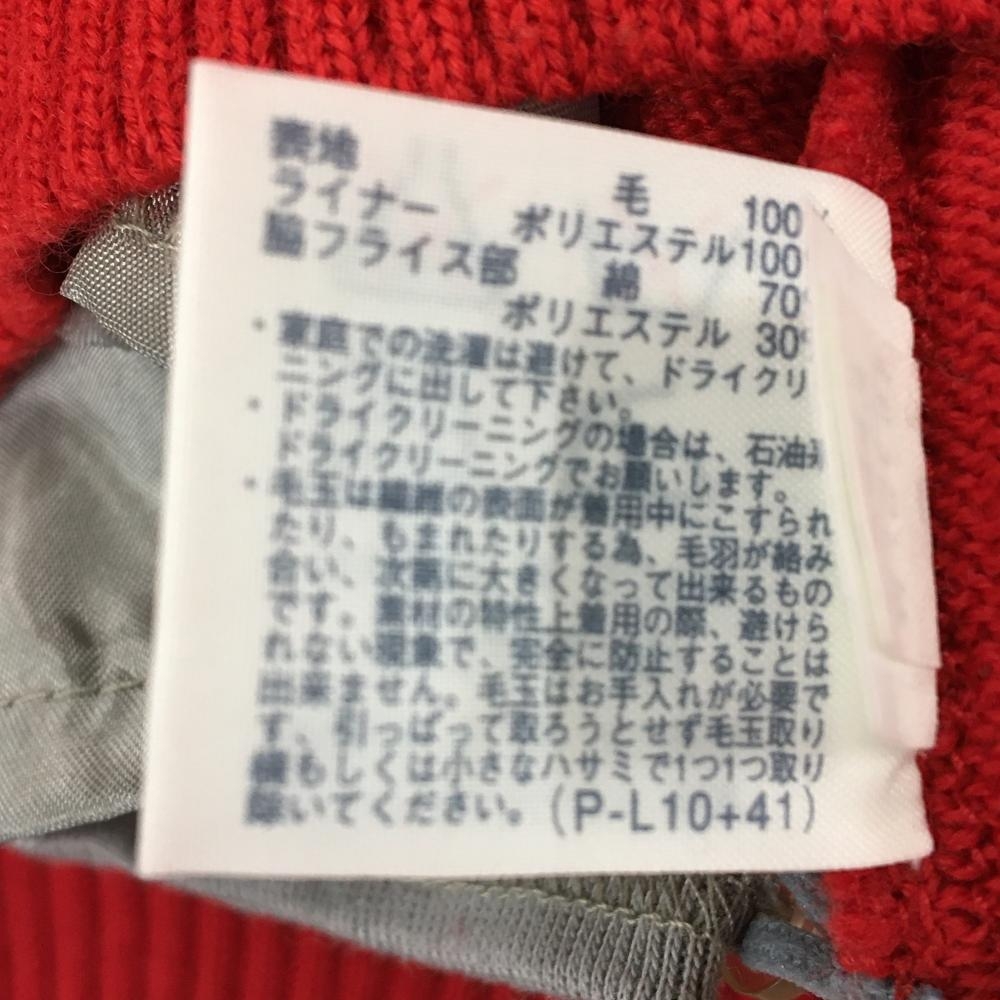 表地 毛 100
ライナー ポリエステル100
脇フライス部 綿 70
ポリエステル 30
・家庭での洗濯は避けて、ドライクリ
ーニングに出して下さい。
・ドライクリーニングの場合は、石油
ドライクリーニングでお願いします。
・毛玉は繊維の表面が着用中にこすられ
たり、もまれたりする為、毛羽が絡み
合い、次第に大きくなって出来るもの
です。素材の特性上着用の際、避けら
れない現象で、完全に防止することは
出来ません。毛玉はお手入れが必要で
す。引っぱって取ろうとせず毛玉取り
機もしくは小さなハサミで1つ1つ取り
除いてください。(P-L10+41)